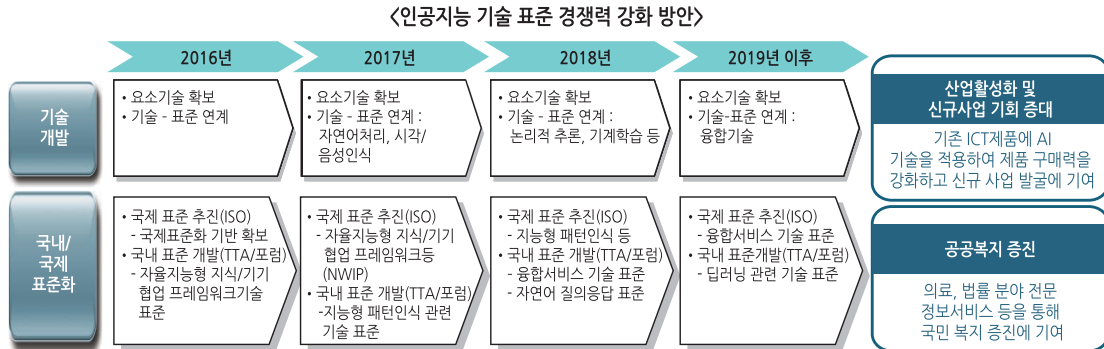 <인공지능 기술 표준 경쟁력 강화 방안>
2016년
2017년
2018년
2019년 이후
기술
개발
• 요소기술 확보
• 기술 - 표준 연계
• 요소기술 확보
• 기술 - 표준 연계 :
자연어처리, 시각/
음성인식
• 요소기술 확보
• 기술 - 표준 연계 :
논리적 추론, 기계학습 등
• 요소기술 확보
• 기술-표준 연계 :
융합기술
국내/
국제
표준화
• 국제 표준 추진(ISO)
- 국제표준화 기반 확보
• 국내 표준 개발(TTA/포럼)
- 자율지능형 지식/기기
협업 프레임워크기술
표준
• 국제 표준 추진(ISO)
- 자율지능형 지식/기기
협업 프레임워크등
(NWIP)
• 국내 표준 개발(TTA/포럼)
-지능형 패턴인식 관련
기술 표준
• 국제 표준 추진(ISO)
- 지능형 패턴인식 등
• 국내 표준 개발(TTA/포럼)
- 융합서비스 기술 표준
- 자연어 질의응답 표준
• 국제 표준 추진(ISO)
- 융합서비스 기술 표준
• 국내 표준개발(TTA/포럼)
- 딥러닝 관련 기술 표준
산업활성화 및
신규사업 기회 증대
기존 ICT제품에 AI
기술을 적용하여 제품 구매력을
강화하고 신규 사업 발굴에 기여
공공복지 증진
의료, 법률 분야 전문
정보서비스 등을 통해
국민 복지 증진에 기여